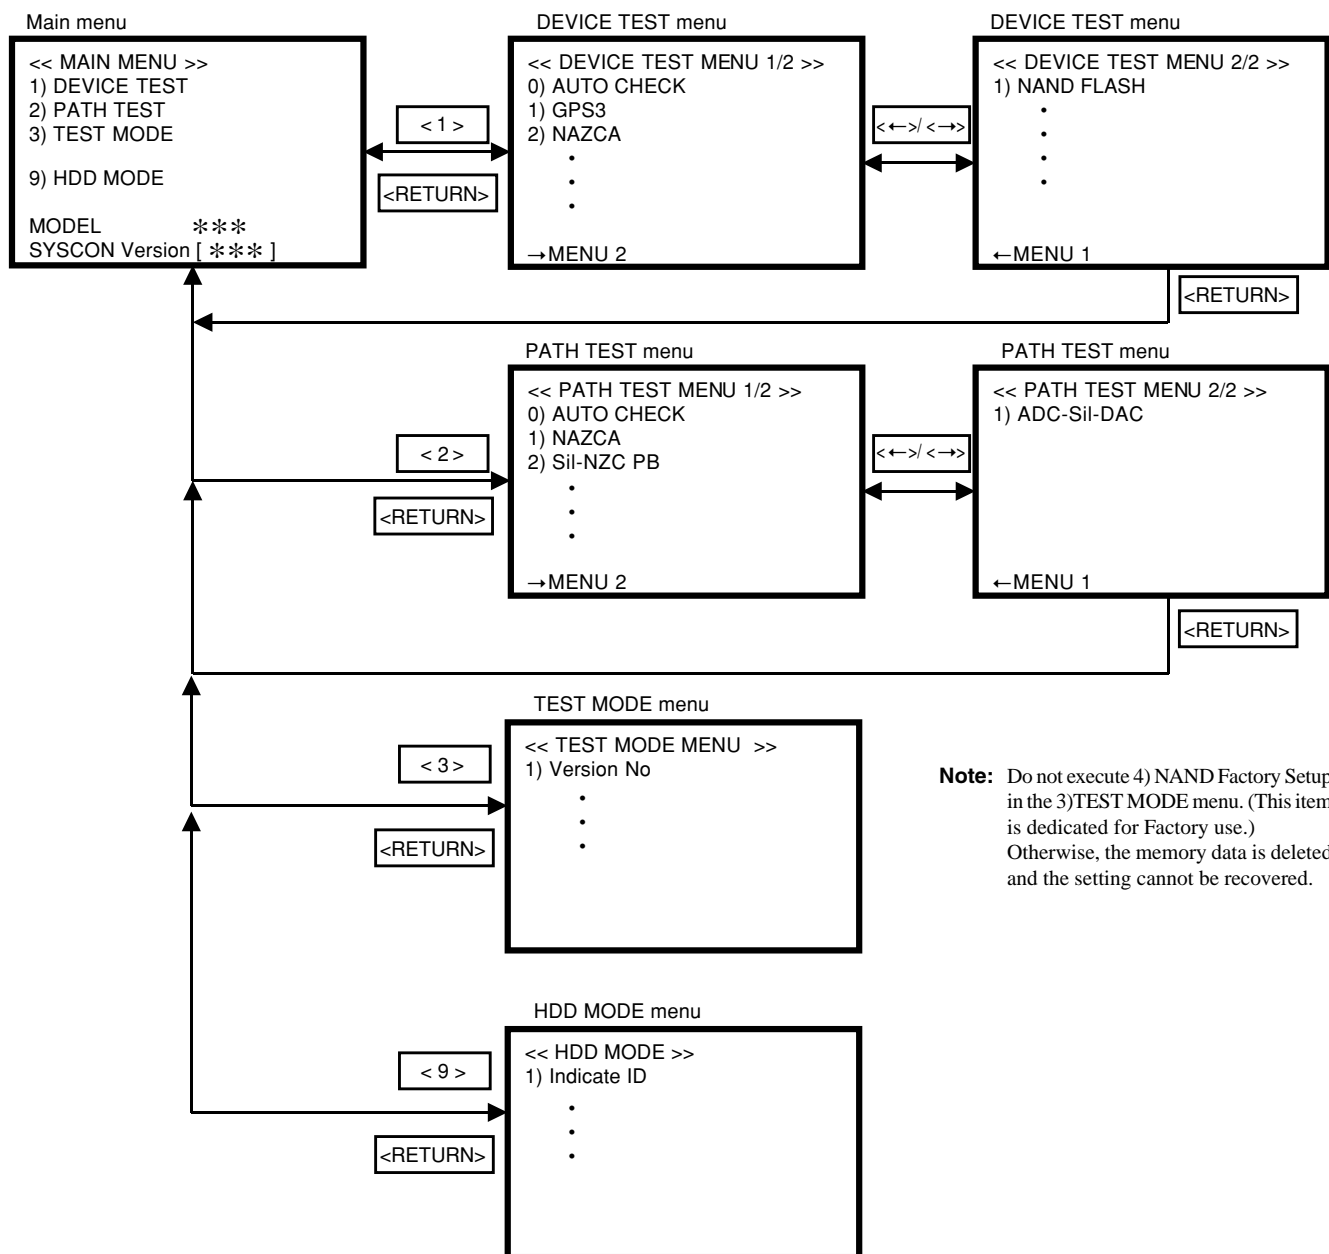 Main menu
<< MAIN MENU >>
1) DEVICE TEST
2) PATH TEST
3) TEST MODE
9) HDD MODE
MODEL ***
SYSCON Version [ *** ]
< 1 >
<RETURN>
DEVICE TEST menu
<< DEVICE TEST MENU 1/2 >>
0) AUTO CHECK
1) GPS3
2) NAZCA
→MENU 2
<←>/<→>
DEVICE TEST menu
<< DEVICE TEST MENU 2/2 >>
1) NAND FLASH
←MENU 1
<RETURN>
< 2 >
<RETURN>
PATH TEST menu
<< PATH TEST MENU 1/2 >>
0) AUTO CHECK
1) NAZCA
2) Sil-NZC PB
→MENU 2
<←>/<→>
PATH TEST menu
<< PATH TEST MENU 2/2 >>
1) ADC-Sil-DAC
←MENU 1
<RETURN>
< 3 >
<RETURN>
TEST MODE menu
<< TEST MODE MENU >>
1) Version No
Note: Do not execute 4) NAND Factory Setup
in the 3)TEST MODE menu. (This item
is dedicated for Factory use.)
Otherwise, the memory data is deleted
and the setting cannot be recovered.
< 9 >
<RETURN>
HDD MODE menu
<< HDD MODE >>
1) Indicate ID